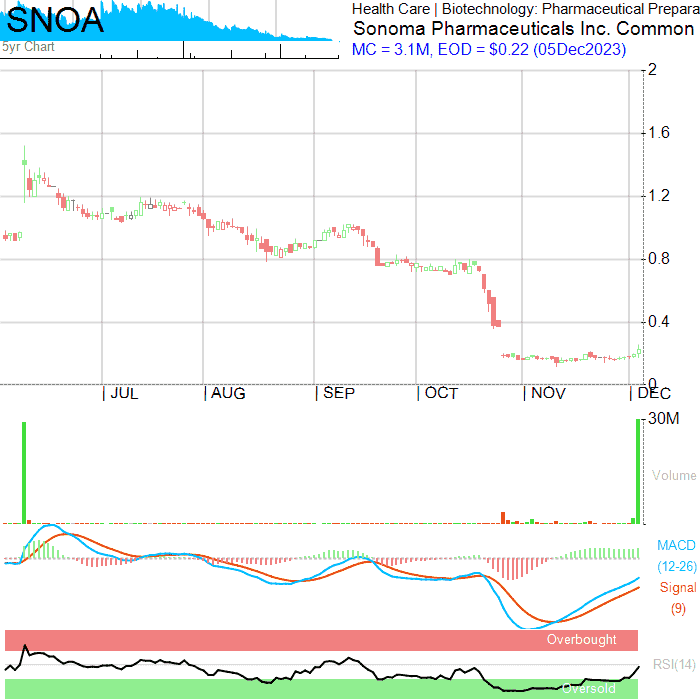 SNOA
Health Care | Biotechnology: Pharmaceutical Prepara
Sonoma Pharmaceuticals Inc. Common
5yr Chart
MC = 3.1M, EOD = $0.22 (05Dec2023)
2
1.6
1.2
0.8
0.4
0
| JUL | AUG | SEP | OCT | NOV | DEC
30M
Volume
MACD
(12-26)
Signal
(9)
Overbought
RSI(14)
Oversold